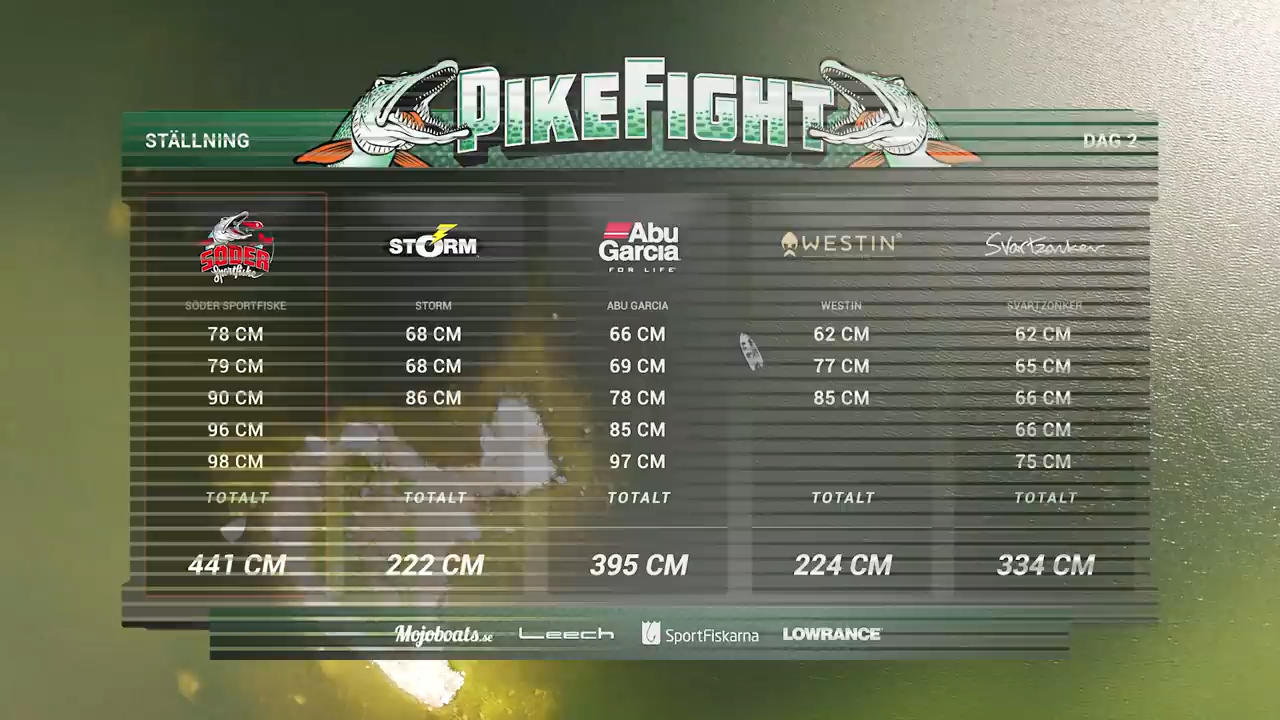 PIKEFIGHT
STÄLLNING
DAG 2
SÖDER
Sportfiske
STORM
Abu
Garcia
FOR LIFE
WESTIN®
Svartzonker
SÖDER SPORTFISKE
STORM
ABU GARCIA
WESTIN
SVARTZONKER
78 CM
68 CM
66 CM
62 CM
62 CM
79 CM
68 CM
69 CM
77 CM
65 CM
90 CM
86 CM
78 CM
85 CM
66 CM
96 CM
85 CM
66 CM
98 CM
97 CM
75 CM
TOTALT
TOTALT
TOTALT
TOTALT
TOTALT
441 CM
222 CM
395 CM
224 CM
334 CM
Mojoboats.se
Leech
SportFiskarna
LOWRANCE